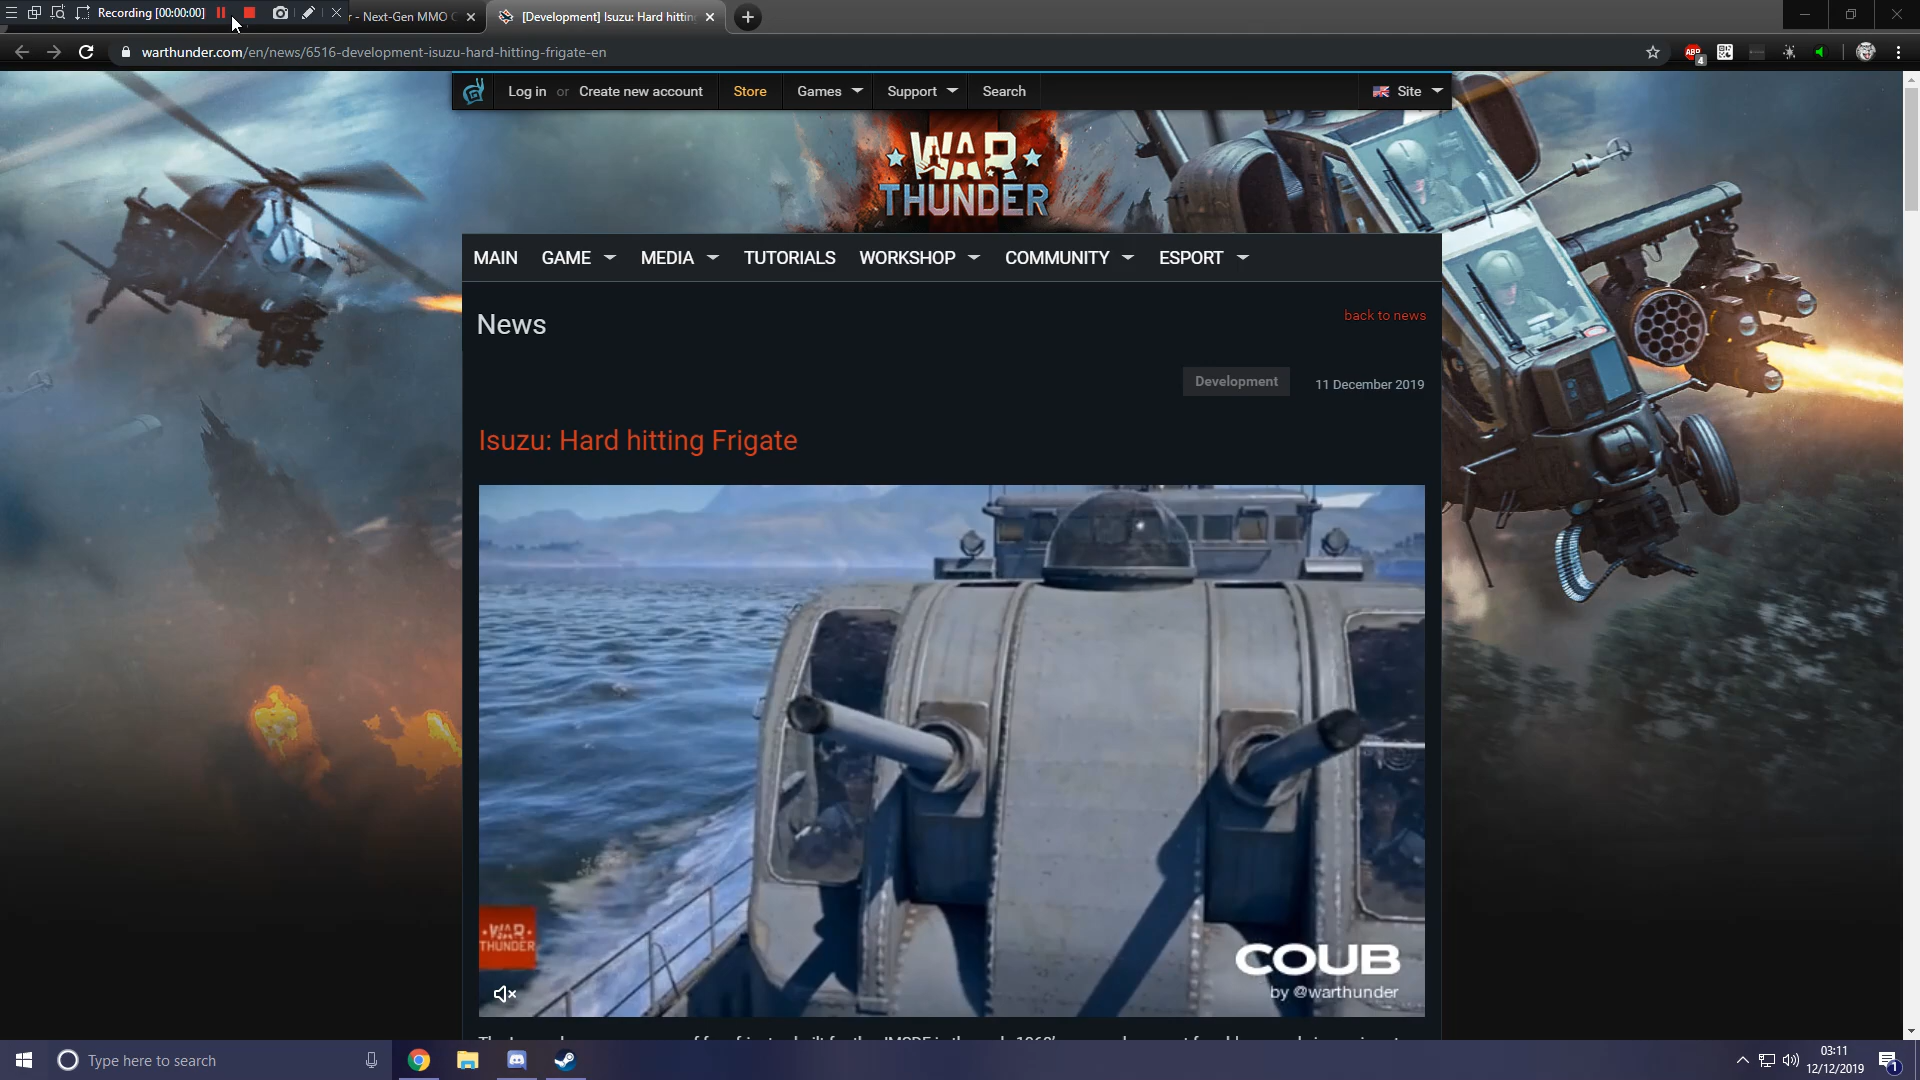 Recording [00:00:00]
r - Next-Gen MMO C
[Development] Isuzu: Hard hittin
warthunder.com/en/news/6516-development-isuzu-hard-hitting-frigate-en
ABP
4
Log in or Create new account
Store
Games
Support
Search
Site
WAR
THUNDER
MAIN
GAME
MEDIA
TUTORIALS
WORKSHOP
COMMUNITY
ESPORT
News
back to news
Development
11 December 2019
Isuzu: Hard hitting Frigate
WAR
THUNDER
COUB
by @warthunder
Type here to search
03:11
12/12/2019
1